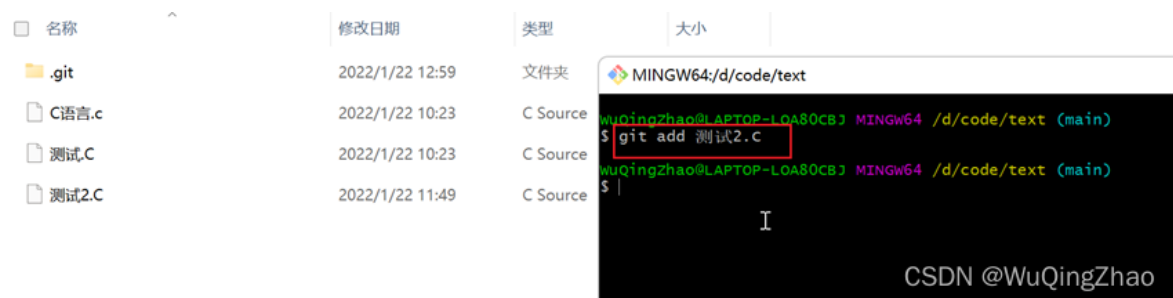 名称 修改日期 类型 大小
.git 2022/1/22 12:59 文件夹
C语言.c 2022/1/22 10:23 C Source
测试.C 2022/1/22 10:23 C Source
测试2.C 2022/1/22 11:49 C Source
MINGW64:/d/code/text
WuQingZhao@LAPTOP-LOA80CBJ MINGW64 /d/code/text (main)
$ git add 测试2.c
WuQingZhao@LAPTOP-LOA80CBJ MINGW64 /d/code/text (main)
$
CSDN @WuQingZhao